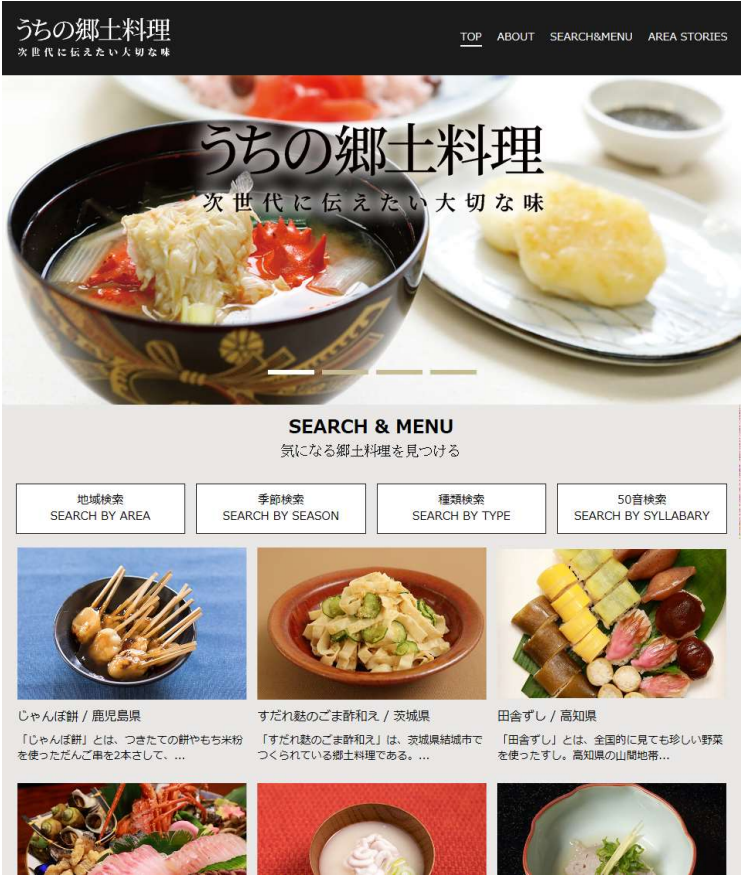 うちの郷土料理
次世代に伝えたい大切な味
TOP ABOUT SEARCH&MENU AREA STORIES
うちの郷土料理
次世代に伝えたい大切な味
SEARCH & MENU
気になる郷土料理を見つける
地域検索 季節検索 種類検索 50音検索
SEARCH BY AREA SEARCH BY SEASON SEARCH BY TYPE SEARCH BY SYLLABARY
じゃんぼ餅 / 鹿児島県
「じゃんぼ餅」とは、つきたての餅やもち米粉
を使っただんご串を2本さして、...
すだれ麩のごま酢和え / 茨城県
「すだれ麩のごま酢和え」は、茨城県結城市で
つくられている郷土料理である。...
田舎ずし / 高知県
「田舎ずし」とは、全国的に見ても珍しい野菜
を使ったすし。高知県の山間地帯...